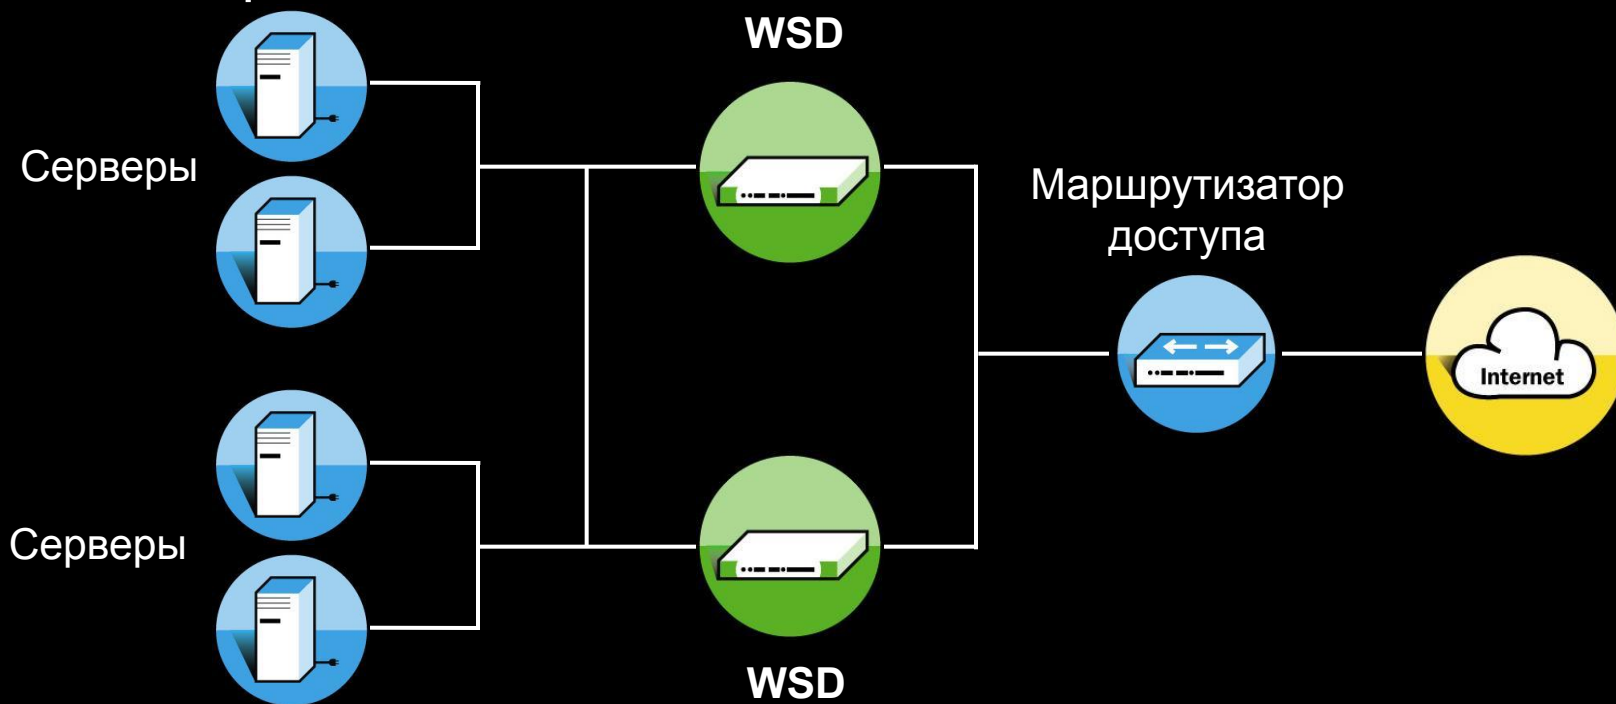 WSD
Серверы
Маршрутизатор
доступа
Internet
Серверы
WSD